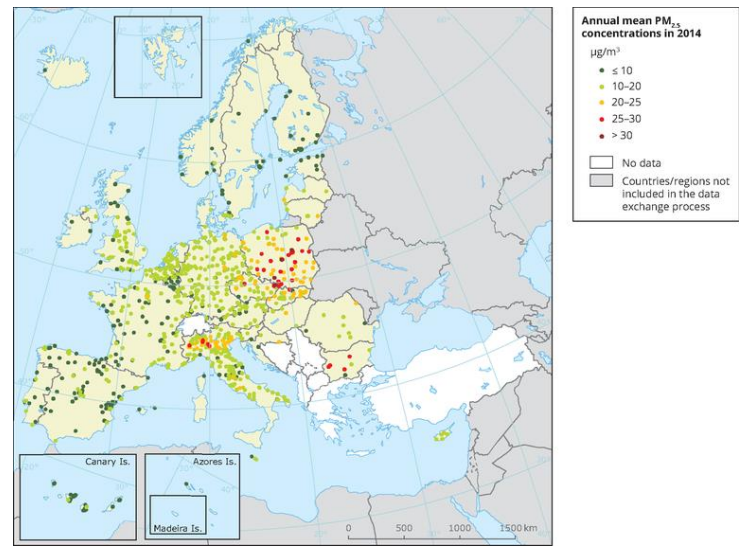 Annual mean PM2.5
concentrations in 2014
µg/m³
≤ 10
10–20
20–25
25–30
> 30
No data
Countries/regions not
included in the data
exchange process
Canary Is.
Azores Is.
Madeira Is.
0 500 1000 1500 km